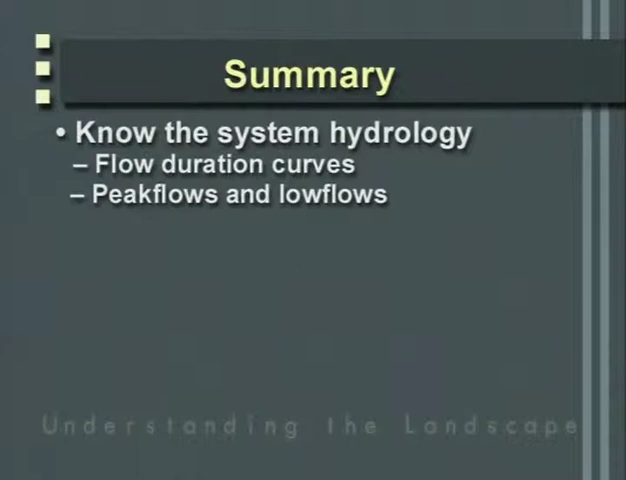 Summary
• Know the system hydrology
– Flow duration curves
– Peakflows and lowflows
Understanding the Landscape